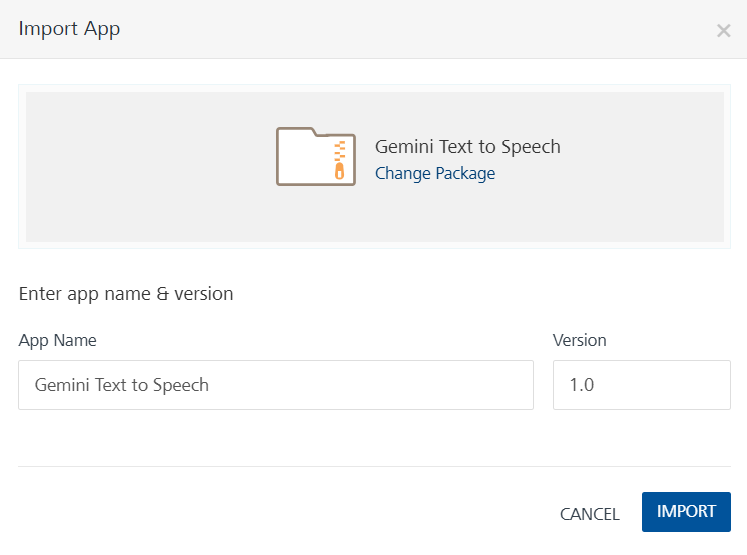 Import App
×
Gemini Text to Speech
Change Package
Enter app name & version
App Name
Version
Gemini Text to Speech
1.0
CANCEL
IMPORT